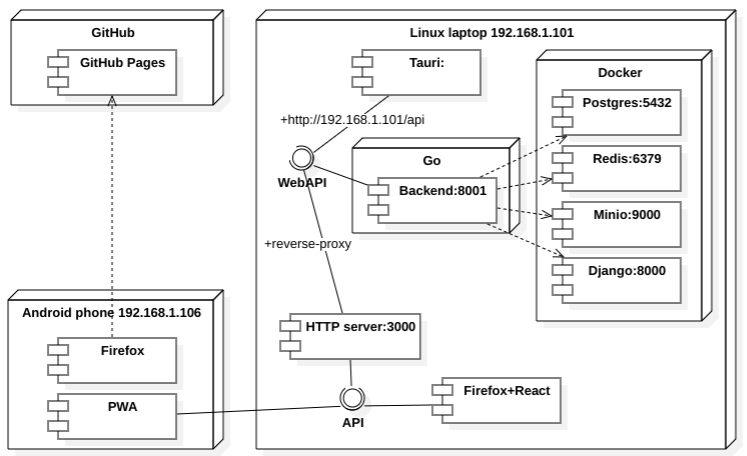 GitHub
GitHub Pages
Linux laptop 192.168.1.101
Tauri:
Docker
Postgres:5432
+http://192.168.1.101/api
Redis:6379
WebAPI
Go
Backend:8001
Minio:9000
+reverse-proxy
Django:8000
Android phone 192.168.1.106
HTTP server:3000
Firefox
PWA
Firefox+React
API